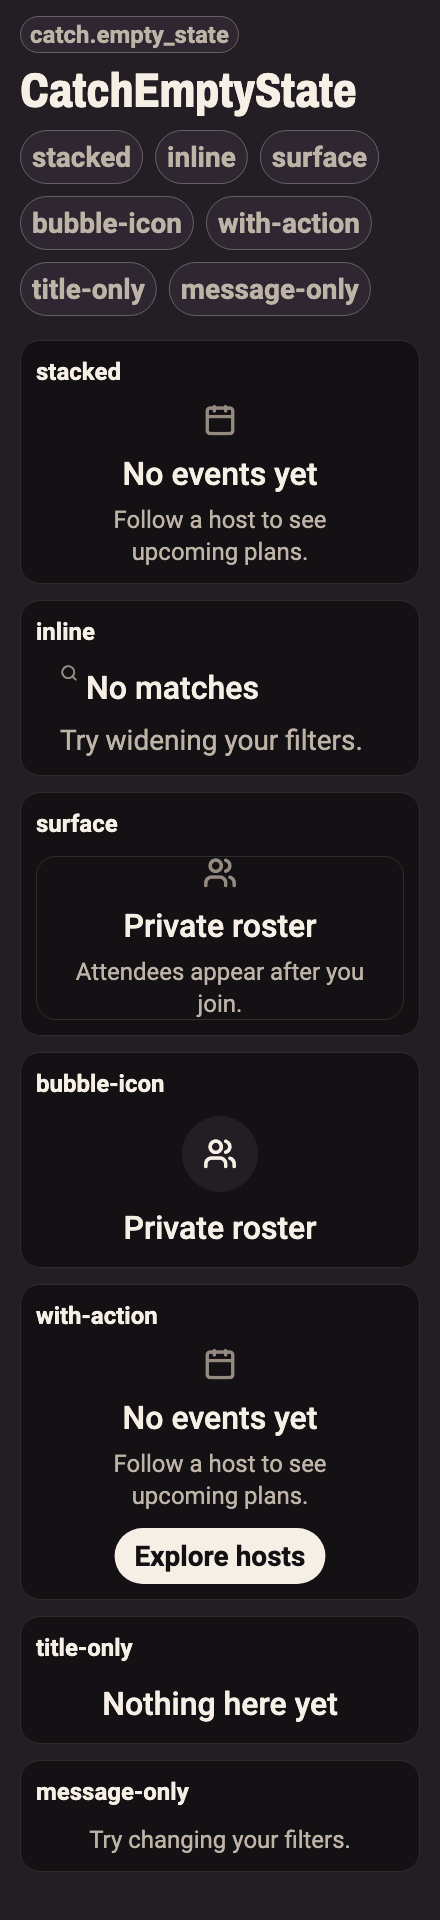 catch.empty_state
CatchEmptyState
stacked inline surface
bubble-icon with-action
title-only message-only
stacked
No events yet
Follow a host to see
upcoming plans.
inline
No matches
Try widening your filters.
surface
Private roster
Attendees appear after you
join.
bubble-icon
Private roster
with-action
No events yet
Follow a host to see
upcoming plans.
Explore hosts
title-only
Nothing here yet
message-only
Try changing your filters.